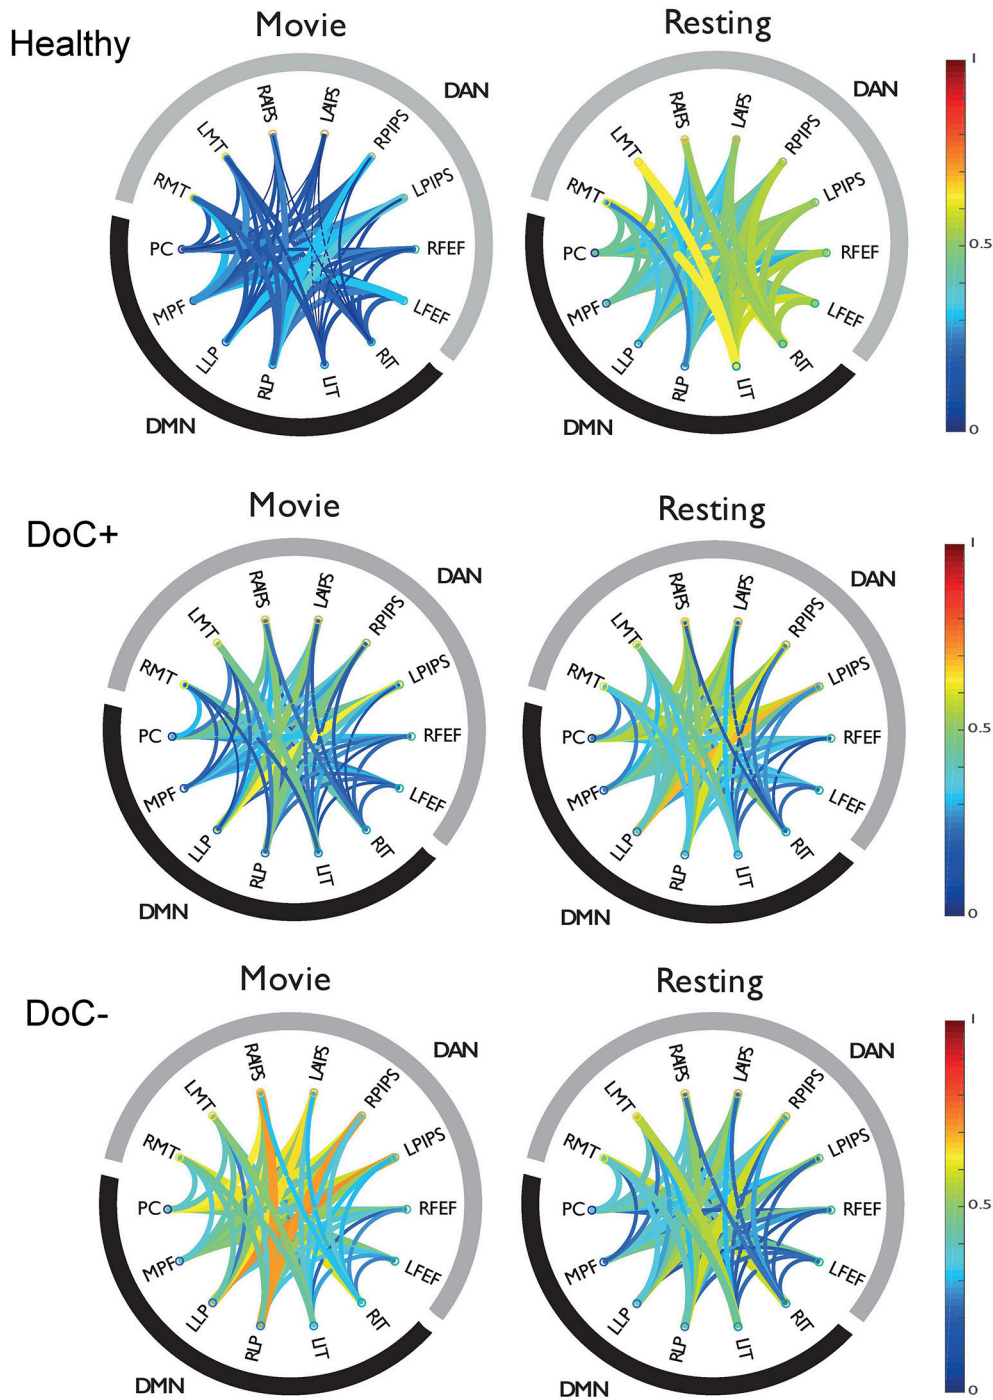 Movie
Resting
Healthy
DAN
DAN
RAIPS
LAIPS
LMT
RPIPS
RMT
LPIPS
PC
RFEF
MPF
LFEF
LLP
RLP
LIT
RIT
DMN
RAIPS
LAIPS
LMT
RPIPS
RMT
LPIPS
PC
RFEF
MPF
LFEF
LLP
RLP
LIT
RIT
DMN
1
0.5
0
Movie
Resting
DoC+
DAN
DAN
RAIPS
LAIPS
LMT
RPIPS
RMT
LPIPS
PC
RFEF
MPF
LFEF
LLP
RLP
LIT
RIT
DMN
RAIPS
LAIPS
LMT
RPIPS
RMT
LPIPS
PC
RFEF
MPF
LFEF
LLP
RLP
LIT
RIT
DMN
1
0.5
0
Movie
Resting
DoC-
DAN
DAN
RAIPS
LAIPS
LMT
RPIPS
RMT
LPIPS
PC
RFEF
MPF
LFEF
LLP
RLP
LIT
RIT
DMN
RAIPS
LAIPS
LMT
RPIPS
RMT
LPIPS
PC
RFEF
MPF
LFEF
LLP
RLP
LIT
RIT
DMN
1
0.5
0